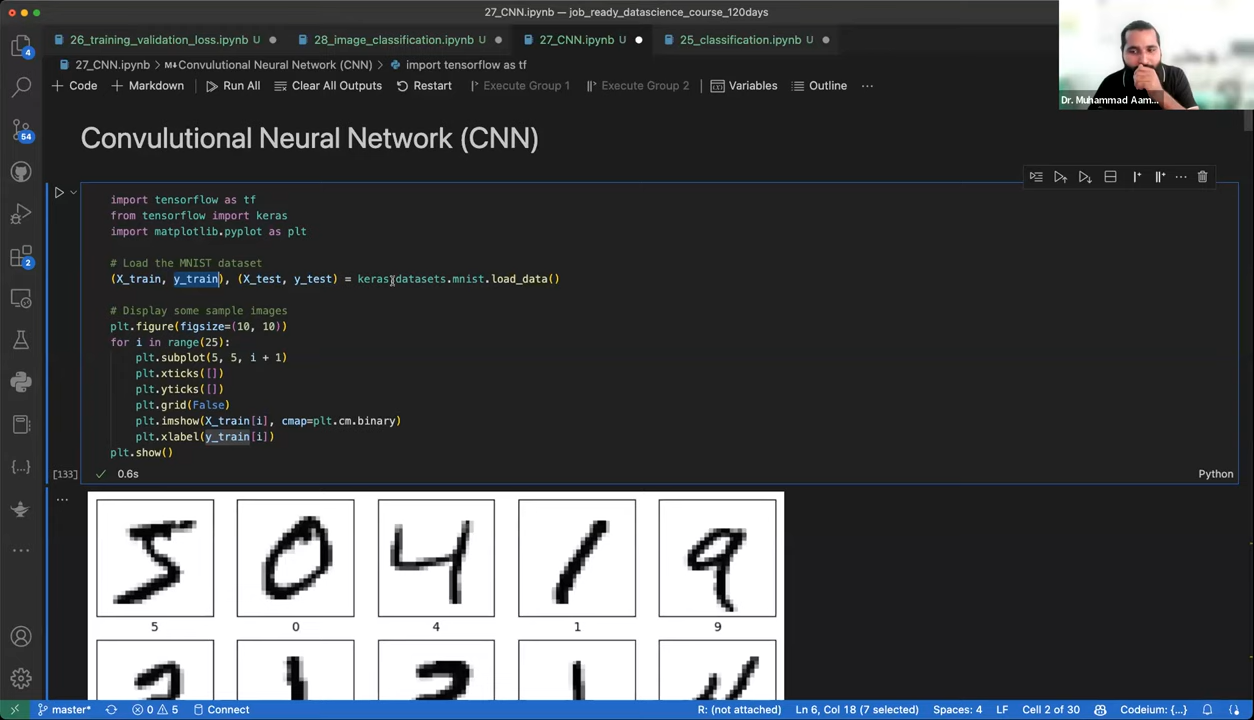 27_CNN.ipynb — job_ready_datascience_course_120days
26_training_validation_loss.ipynb 28_image_classification.ipynb 27_CNN.ipynb 25_classification.ipynb
27_CNN.ipynb > Convulutional Neural Network (CNN) > import tensorflow as tf
+ Code + Markdown Run All Clear All Outputs Restart Execute Group 1 Execute Group 2 Variables Outline ...
Dr. Muhammad Aam...
4
54
2
Convulutional Neural Network (CNN)
import tensorflow as tf
from tensorflow import keras
import matplotlib.pyplot as plt
# Load the MNIST dataset
(X_train, y_train), (X_test, y_test) = keras.datasets.mnist.load_data()
# Display some sample images
plt.figure(figsize=(10, 10))
for i in range(25):
plt.subplot(5, 5, i + 1)
plt.xticks([])
plt.yticks([])
plt.grid(False)
plt.imshow(X_train[i], cmap=plt.cm.binary)
plt.xlabel(y_train[i])
plt.show()
[133] 0.6s Python
5 0 4 1 9
5 0 4 1 9
master* 0 5 Connect R: (not attached) Ln 6, Col 18 (7 selected) Spaces: 4 LF Cell 2 of 30 Codeium: {...}